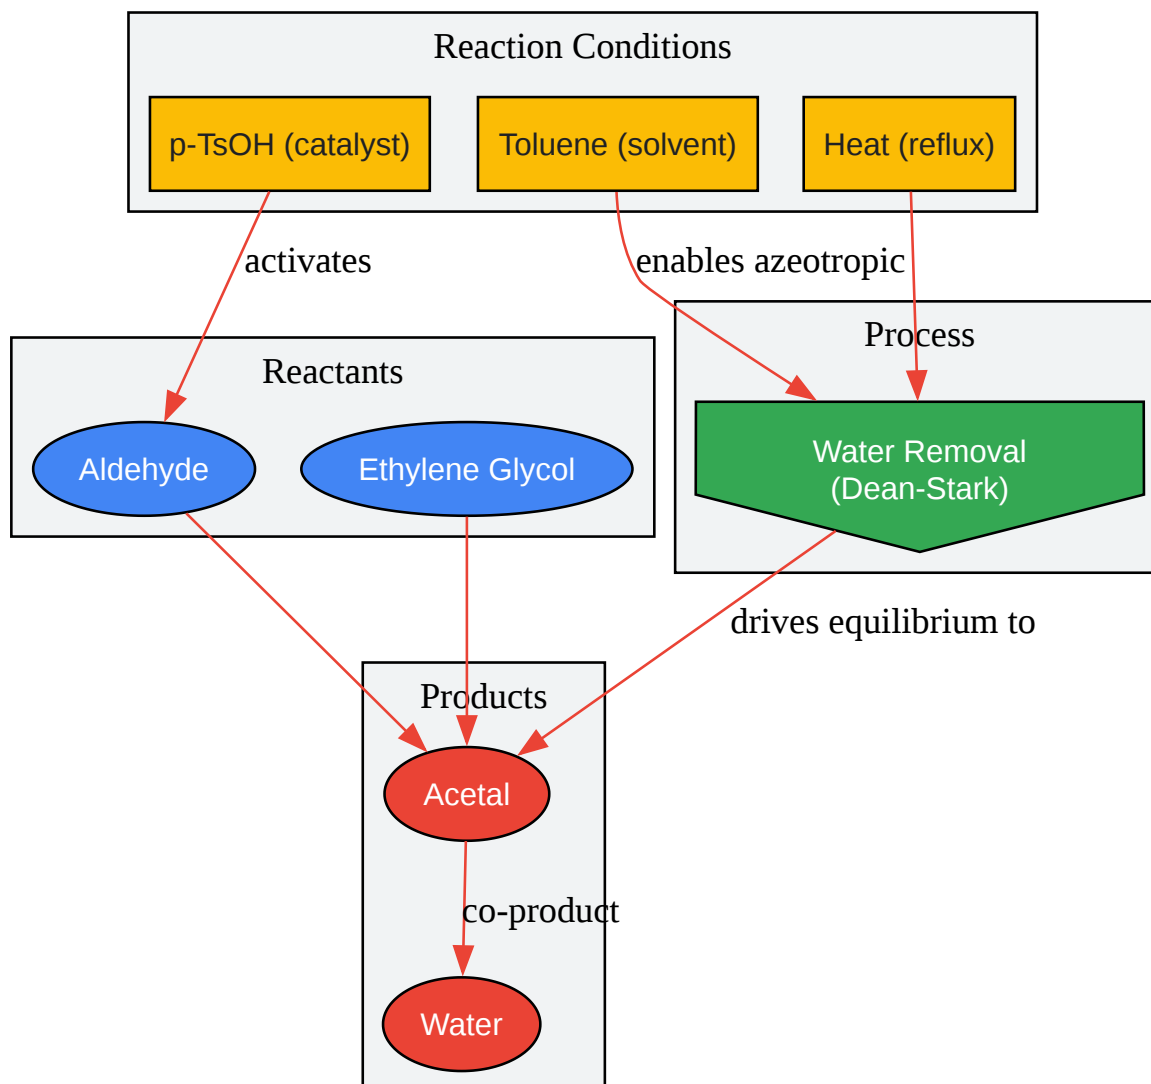 Reaction Conditions
p-TsOH (catalyst)
Toluene (solvent)
Heat (reflux)
activates
enables azeotropic
Process
Reactants
Aldehyde
Ethylene Glycol
Water Removal
(Dean-Stark)
drives equilibrium to
Products
Acetal
co-product
Water